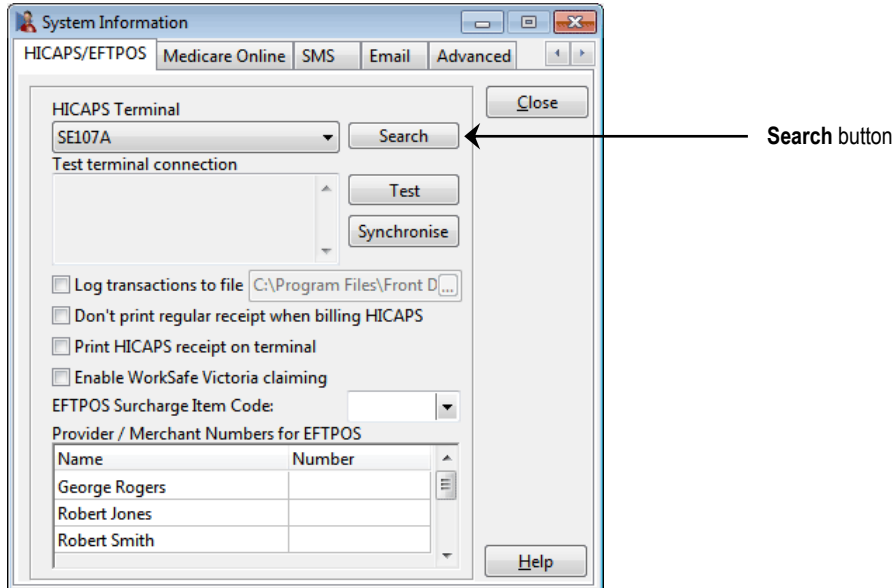 System Information
HICAPS/EFTPOS Medicare Online SMS Email Advanced
Close
HICAPS Terminal
SE107A Search
Search button
Test terminal connection
Test
Synchronise
Log transactions to file C:\Program Files\Front D...
Don't print regular receipt when billing HICAPS
Print HICAPS receipt on terminal
Enable WorkSafe Victoria claiming
EFTPOS Surcharge Item Code:
Provider / Merchant Numbers for EFTPOS
Name Number
George Rogers
Robert Jones
Robert Smith
Help